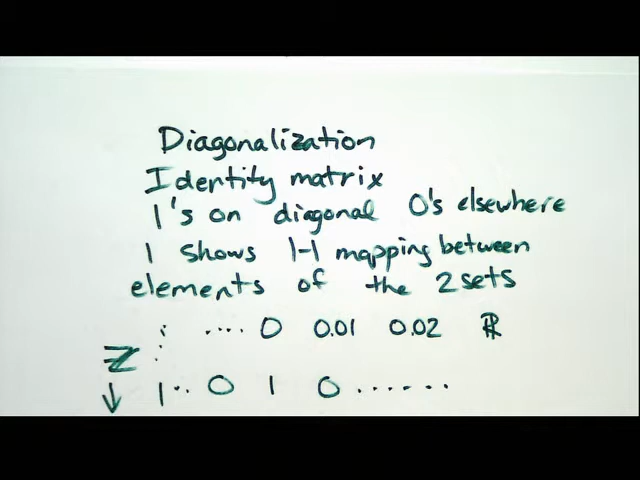 Diagonalization
Identity matrix
1's on diagonal 0's elsewhere
1 shows 1-1 mapping between
elements of the 2 sets
⋮ .... 0 0.01 0.02 ℝ
ℤ
↓ 1.. 0 1 0 .......